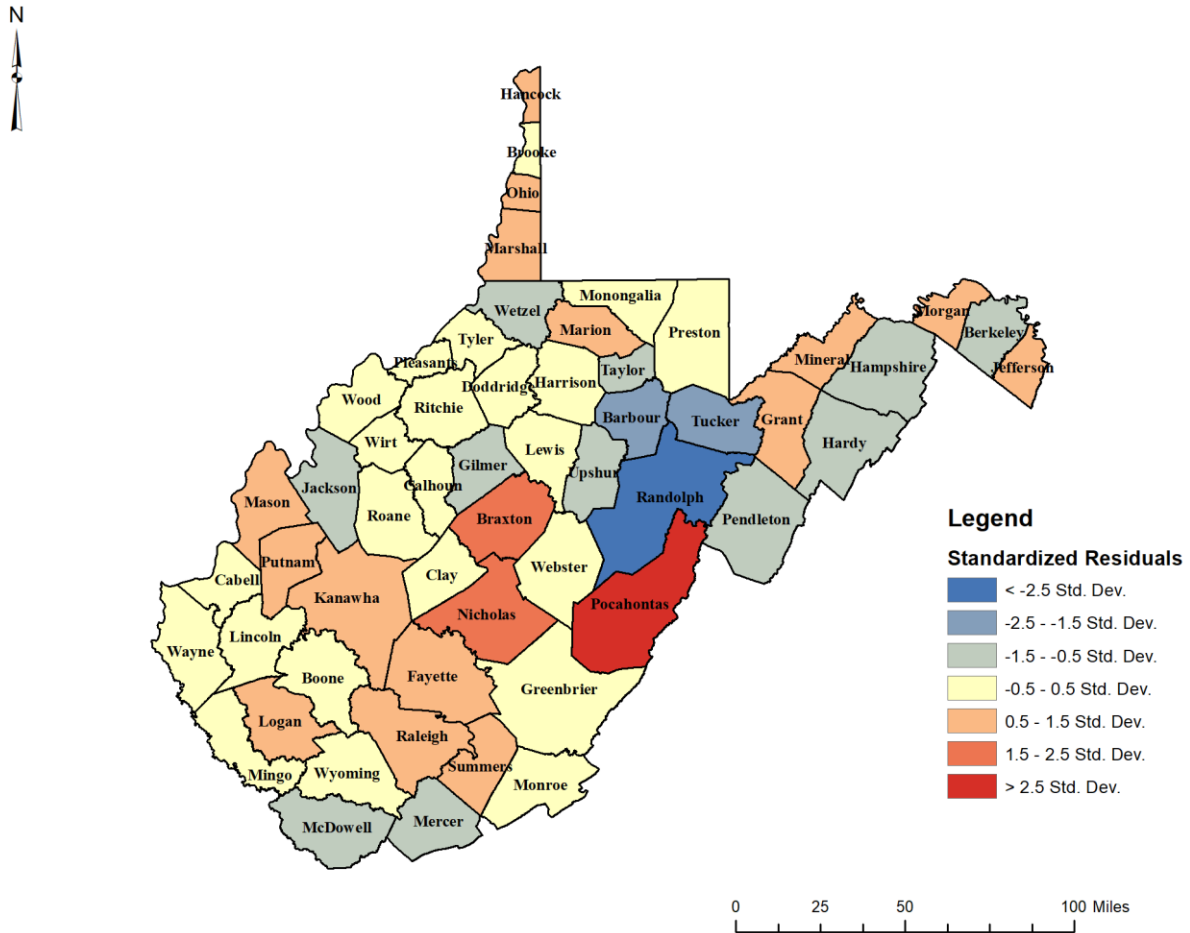 N
Hancock
Brooke
Ohio
Marshall
Wetzel
Monongalia
Marion
Preston
Tyler
Pleasants
Taylor
Doddridge
Harrison
Wood
Ritchie
Barbour
Tucker
Mineral
Morgan
Berkeley
Jefferson
Hampshire
Grant
Hardy
Wirt
Lewis
Gilmer
Upshur
Calhoun
Jackson
Mason
Roane
Braxton
Randolph
Pendleton
Putnam
Cabell
Clay
Webster
Kanawha
Nicholas
Pocahontas
Lincoln
Wayne
Boone
Fayette
Greenbrier
Logan
Raleigh
Summers
Mingo
Wyoming
Monroe
McDowell
Mercer
Legend
Standardized Residuals
< -2.5 Std. Dev.
-2.5 - -1.5 Std. Dev.
-1.5 - -0.5 Std. Dev.
-0.5 - 0.5 Std. Dev.
0.5 - 1.5 Std. Dev.
1.5 - 2.5 Std. Dev.
> 2.5 Std. Dev.
0 25 50 100 Miles